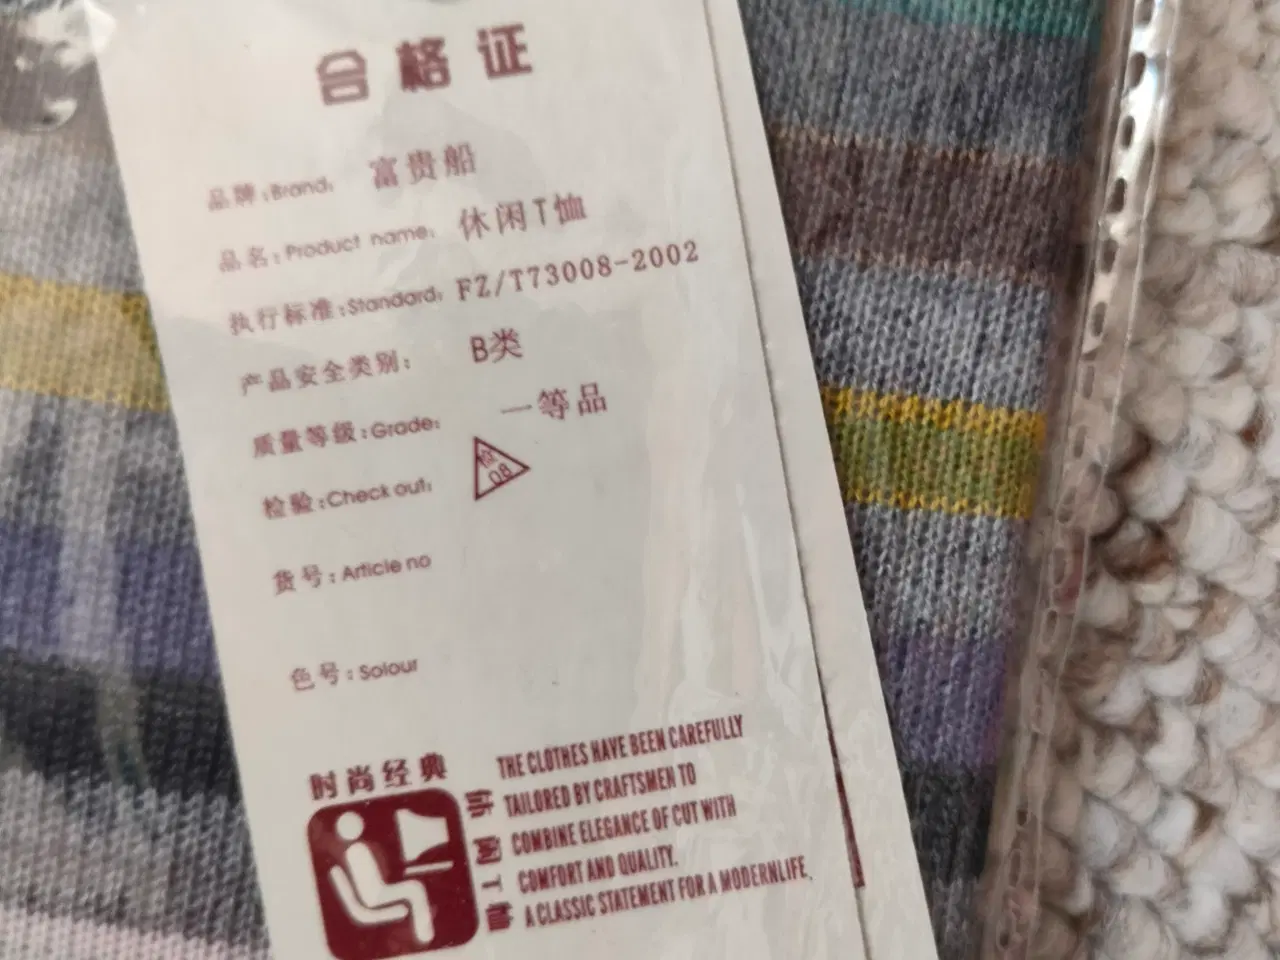 合格证
品牌:Brand: 富贵船
品名:Product name: 休闲T恤
执行标准:Standard: FZ/T73008-2002
产品安全类别: B类
质量等级:Grade: 一等品
检验:Check out: 检 08
货号:Article no
色号:Solour
时尚经典
休闲T恤
THE CLOTHES HAVE BEEN CAREFULLY
TAILORED BY CRAFTSMEN TO
COMBINE ELEGANCE OF CUT WITH
COMFORT AND QUALITY.
A CLASSIC STATEMENT FOR A MODERNLIFE.